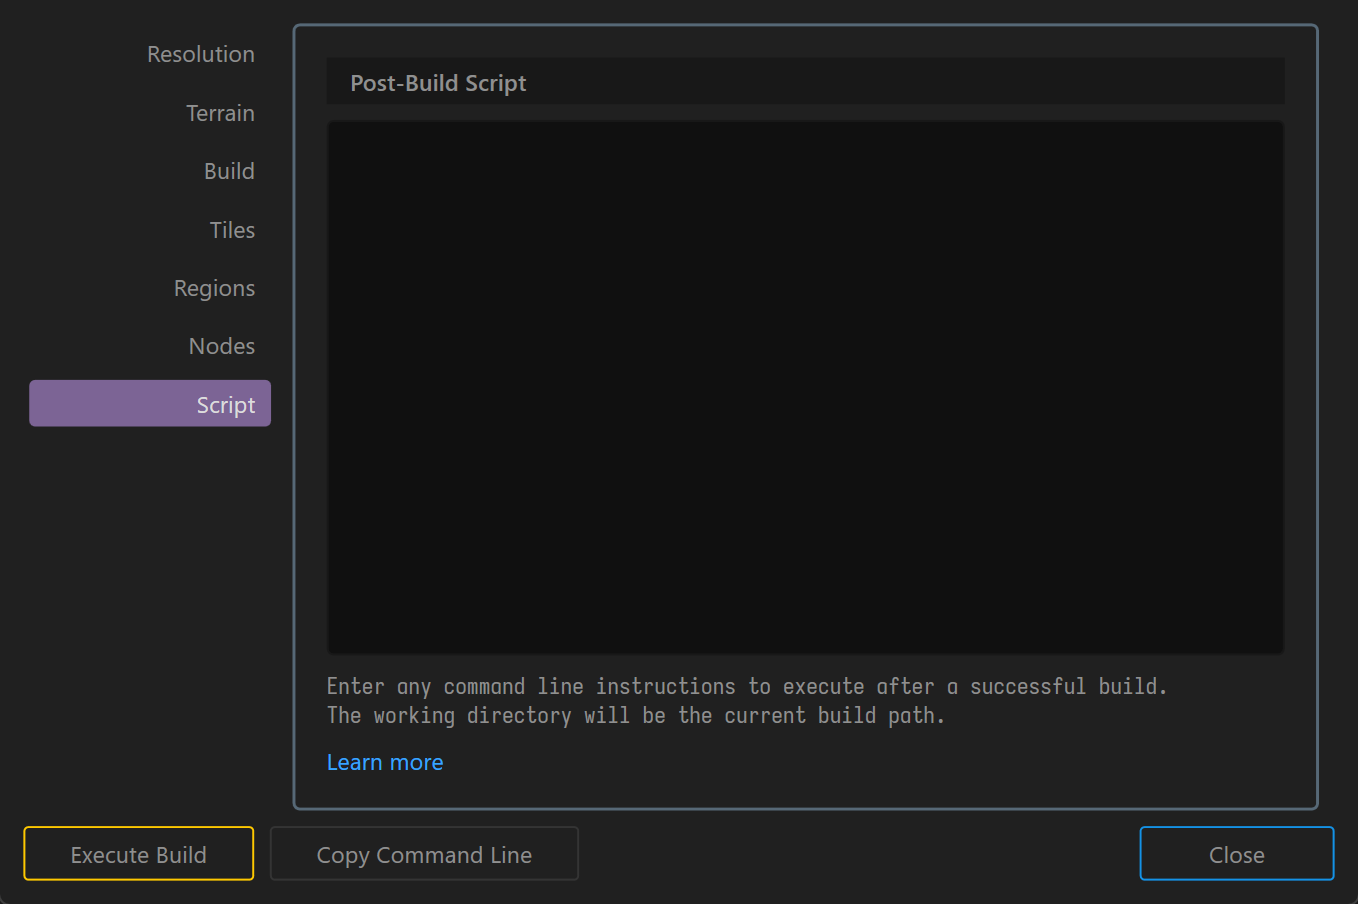 Resolution
Terrain
Build
Tiles
Regions
Nodes
Script
Post-Build Script
Enter any command line instructions to execute after a successful build.
The working directory will be the current build path.
Learn more
Execute Build
Copy Command Line
Close